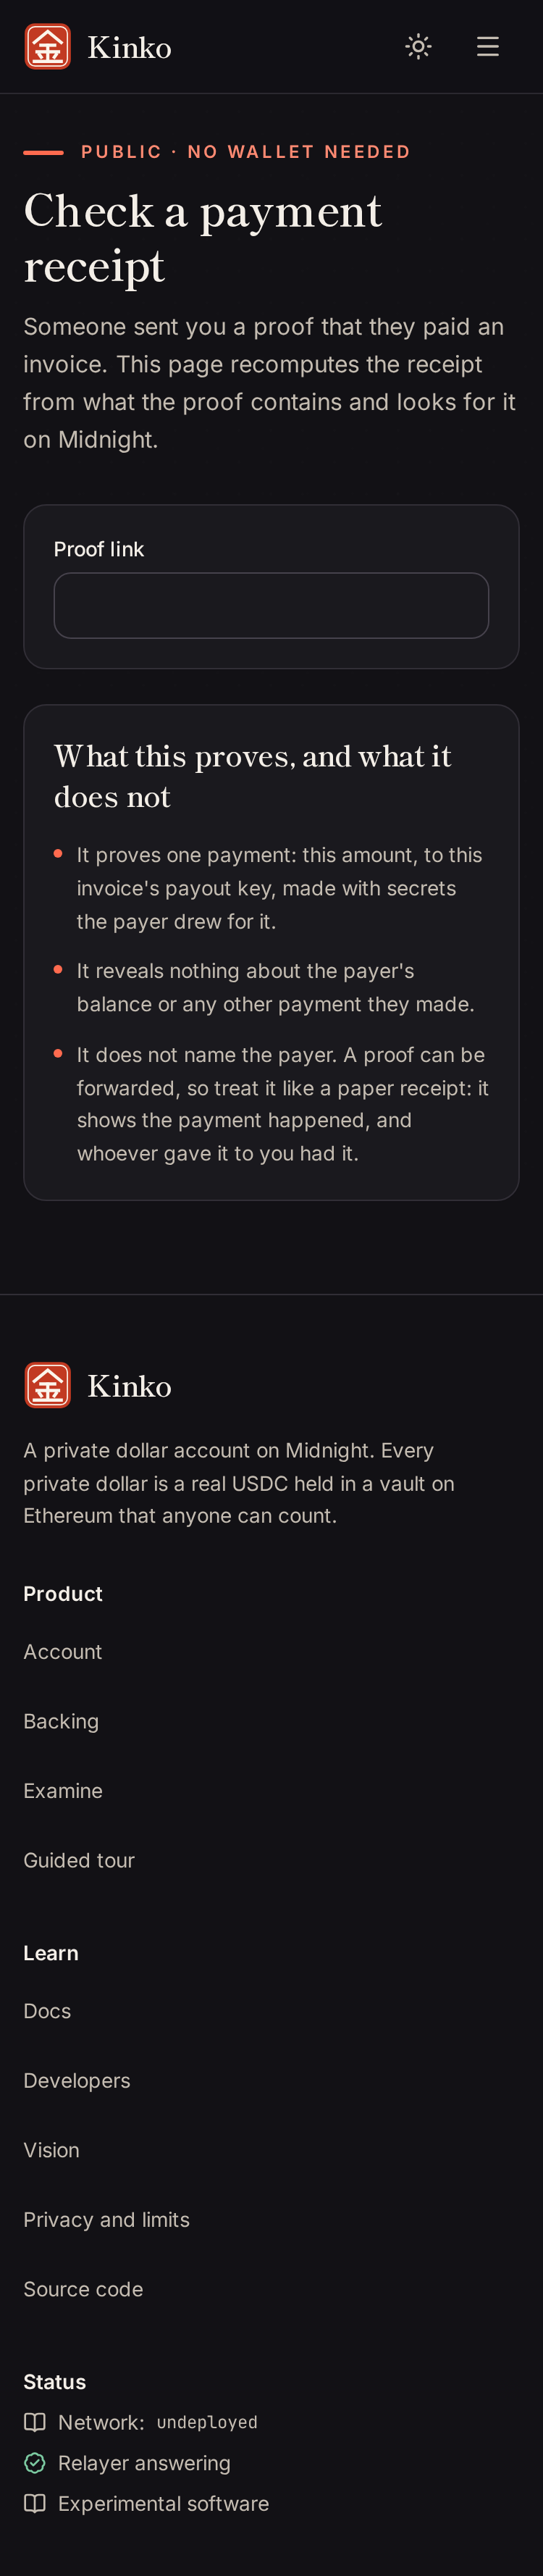 金 Kinko
PUBLIC · NO WALLET NEEDED
Check a payment
receipt
Someone sent you a proof that they paid an
invoice. This page recomputes the receipt
from what the proof contains and looks for it
on Midnight.
Proof link
What this proves, and what it
does not
It proves one payment: this amount, to this
invoice's payout key, made with secrets
the payer drew for it.
It reveals nothing about the payer's
balance or any other payment they made.
It does not name the payer. A proof can be
forwarded, so treat it like a paper receipt: it
shows the payment happened, and
whoever gave it to you had it.
金 Kinko
A private dollar account on Midnight. Every
private dollar is a real USDC held in a vault on
Ethereum that anyone can count.
Product
Account
Backing
Examine
Guided tour
Learn
Docs
Developers
Vision
Privacy and limits
Source code
Status
Network: undeployed
Relayer answering
Experimental software